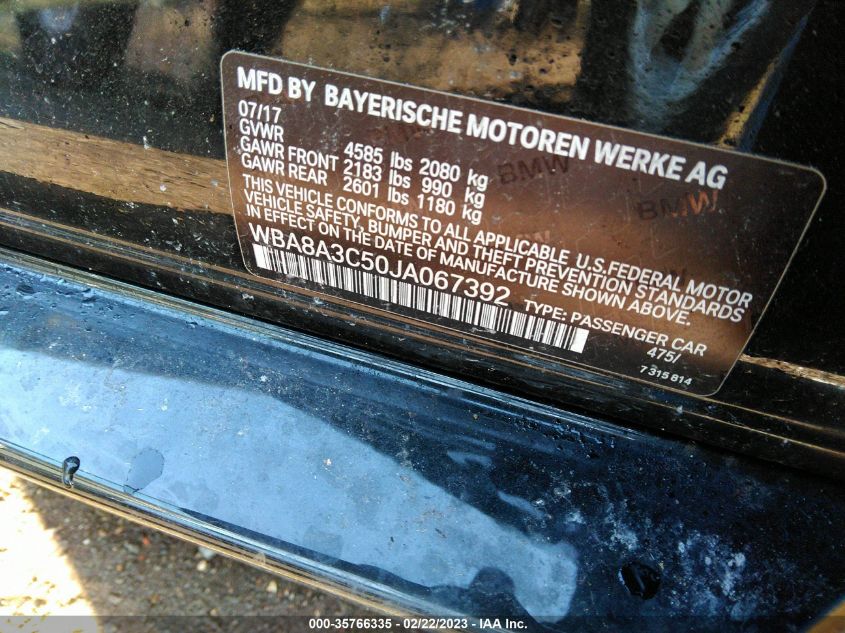 MFD BY BAYERISCHE MOTOREN WERKE AG
07/17
GVWR 4585 lbs 2080 kg
GAWR FRONT 2183 lbs 990 kg
GAWR REAR 2601 lbs 1180 kg
THIS VEHICLE CONFORMS TO ALL APPLICABLE U.S.FEDERAL MOTOR
VEHICLE SAFETY, BUMPER AND THEFT PREVENTION STANDARDS
IN EFFECT ON THE DATE OF MANUFACTURE SHOWN ABOVE.
WBA8A3C50JA067392
TYPE: PASSENGER CAR
475/
7315814
BMW
BMW
000-35766335 - 02/22/2023 - IAA Inc.